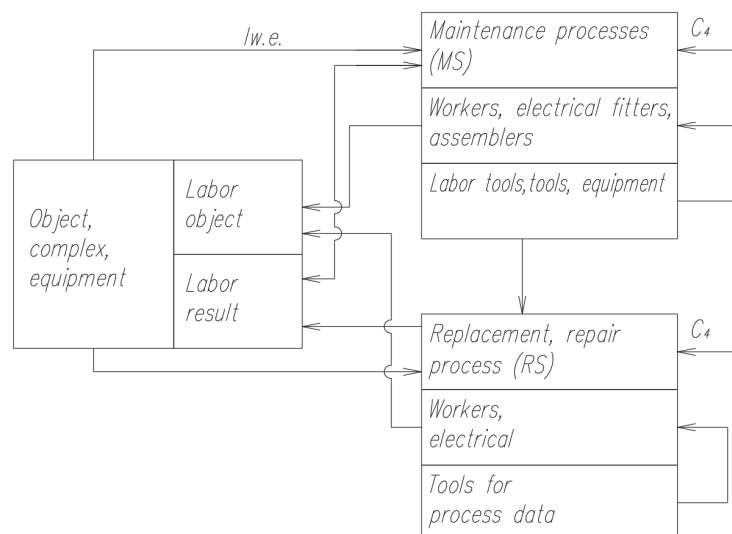 Iw.e.
Maintenance processes
(MS)
C₄
Workers, electrical fitters,
assemblers
Labor tools,tools, equipment
Object,
complex,
equipment
Labor
object
Labor
result
Replacement, repair
process (RS)
C₄
Workers,
electrical
Tools for
process data